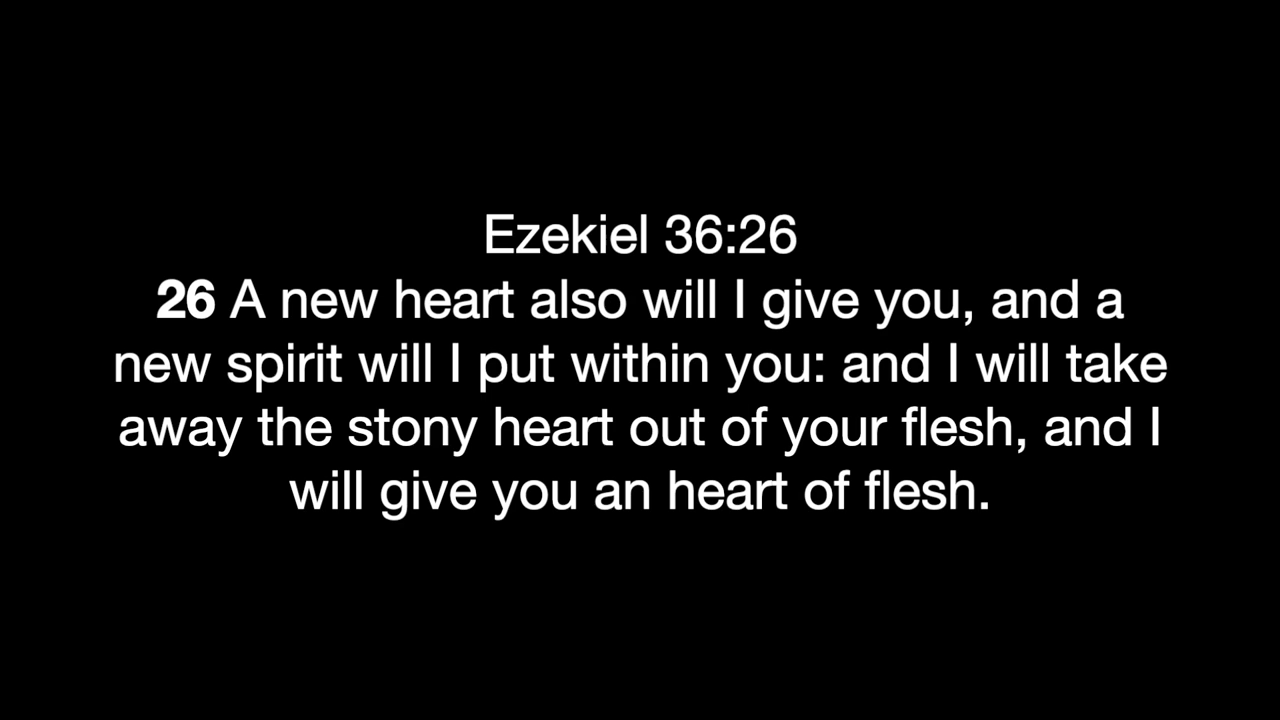 Ezekiel 36:26
26 A new heart also will I give you, and a
new spirit will I put within you: and I will take
away the stony heart out of your flesh, and I
will give you an heart of flesh.